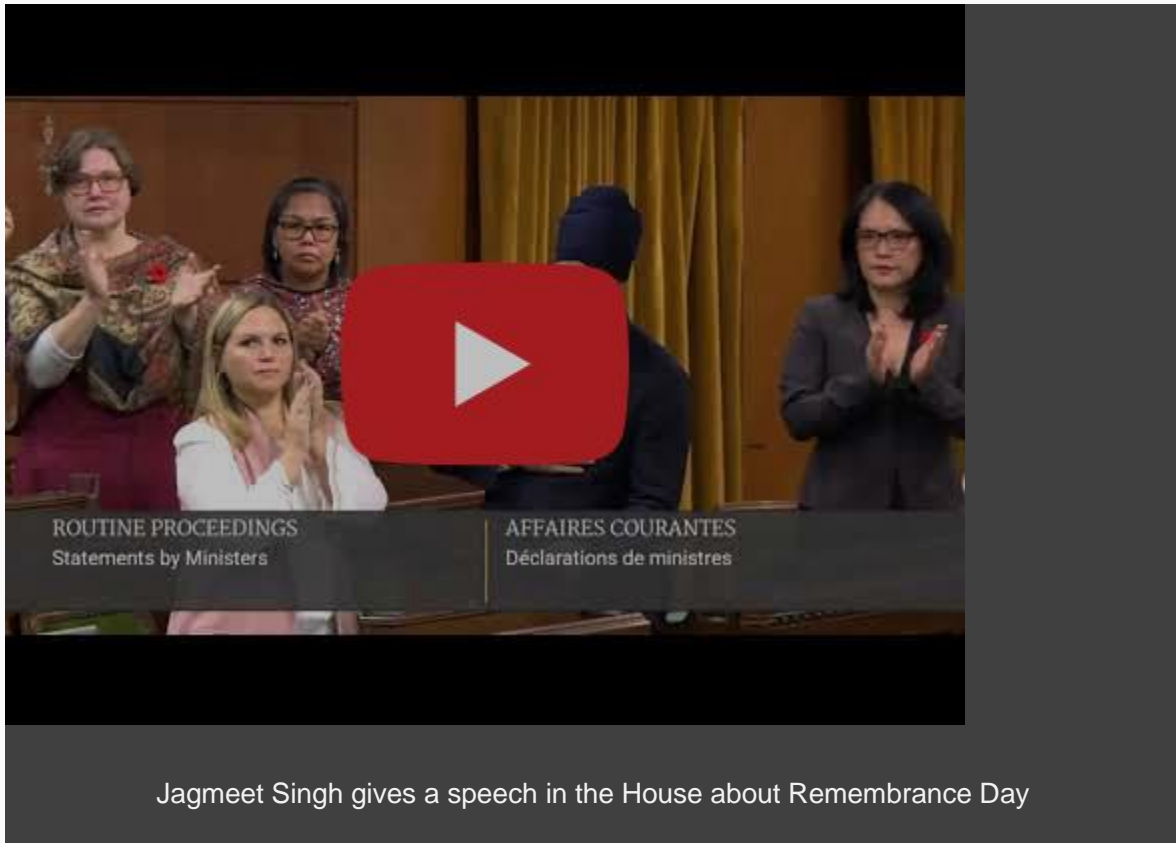 ROUTINE PROCEEDINGS
Statements by Ministers
AFFAIRES COURANTES
Déclarations de ministres
Jagmeet Singh gives a speech in the House about Remembrance Day